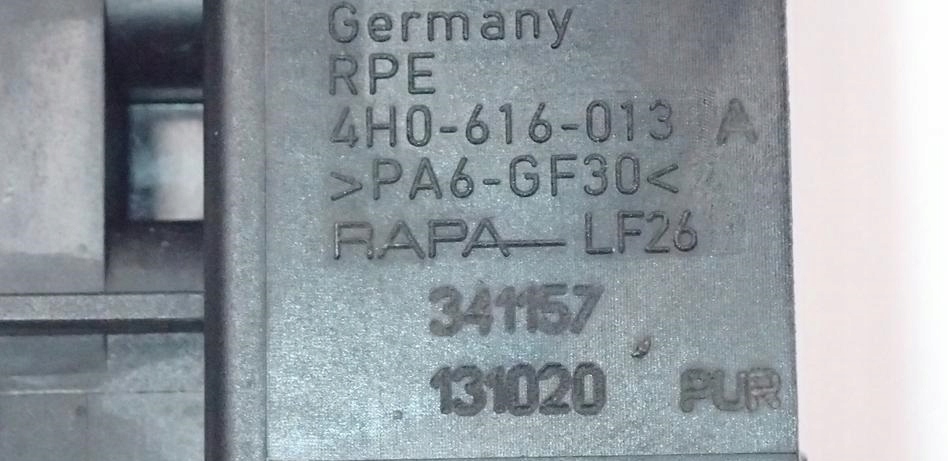 Germany
RPE
4H0-616-013 A
>PA6-GF30<
RAPA LF26
341157
131020 PUR